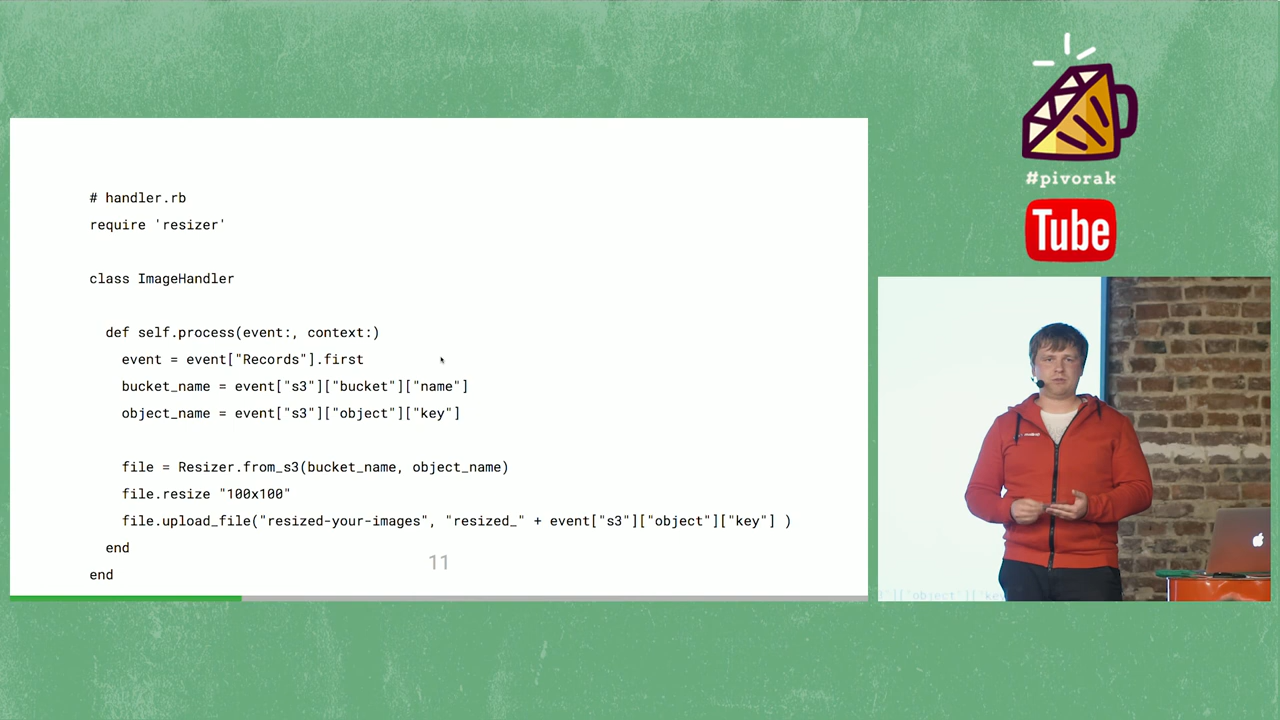 # handler.rb
require 'resizer'
class ImageHandler
def self.process(event:, context:)
event = event["Records"].first
bucket_name = event["s3"]["bucket"]["name"]
object_name = event["s3"]["object"]["key"]
file = Resizer.from_s3(bucket_name, object_name)
file.resize "100x100"
file.upload_file("resized-your-images", "resized_" + event["s3"]["object"]["key"] )
end
end
11
#pivorak
Tube